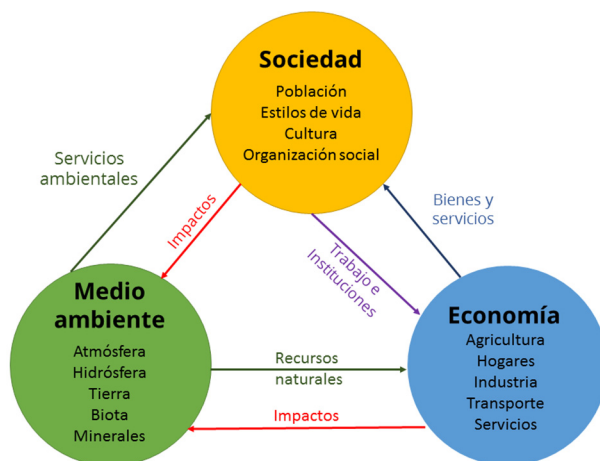 Sociedad
Población
Estilos de vida
Cultura
Organización social
Servicios
ambientales
Impactos
Trabajo e
Instituciones
Bienes y
servicios
Medio
ambiente
Atmósfera
Hidrósfera
Tierra
Biota
Minerales
Recursos
naturales
Impactos
Economía
Agricultura
Hogares
Industria
Transporte
Servicios